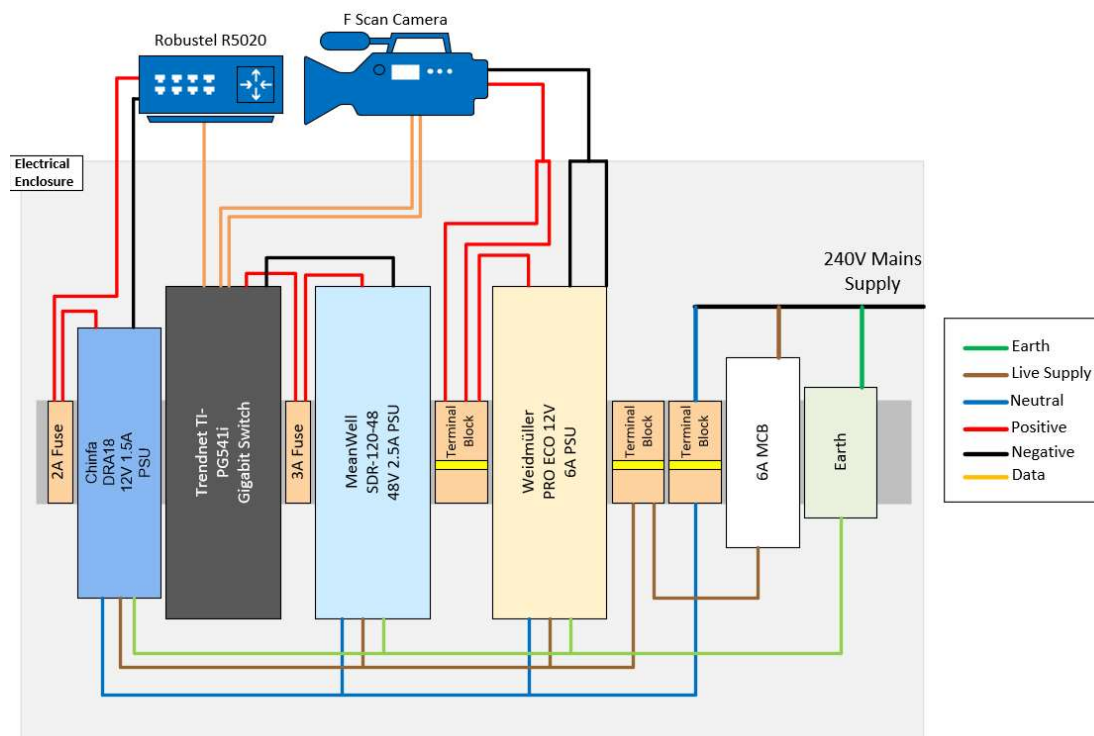 F Scan Camera
Robustel R5020
Electrical
Enclosure
240V Mains
Supply
2A Fuse
Chinfa
DRA18
12V 1.5A
PSU
Trendnet TI-
PG541i
Gigabit Switch
3A Fuse
MeanWell
SDR-120-48
48V 2.5A PSU
Terminal
Block
Weidmüller
PRO ECO 12V
6A PSU
Terminal
Block
Terminal
Block
6A MCB
Earth
Earth
Live Supply
Neutral
Positive
Negative
Data